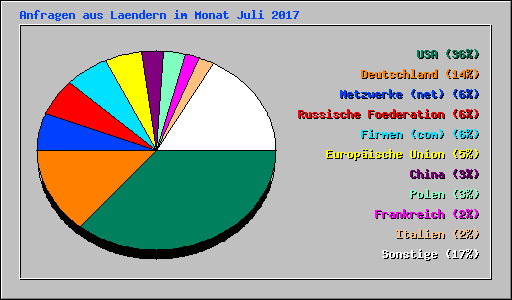 Anfragen aus Laendern im Monat Juli 2017
USA (36%)
Deutschland (14%)
Netzwerke (net) (6%)
Russische Foederation (6%)
Firmen (com) (6%)
Europäische Union (5%)
China (3%)
Polen (3%)
Frankreich (2%)
Italien (2%)
Sonstige (17%)